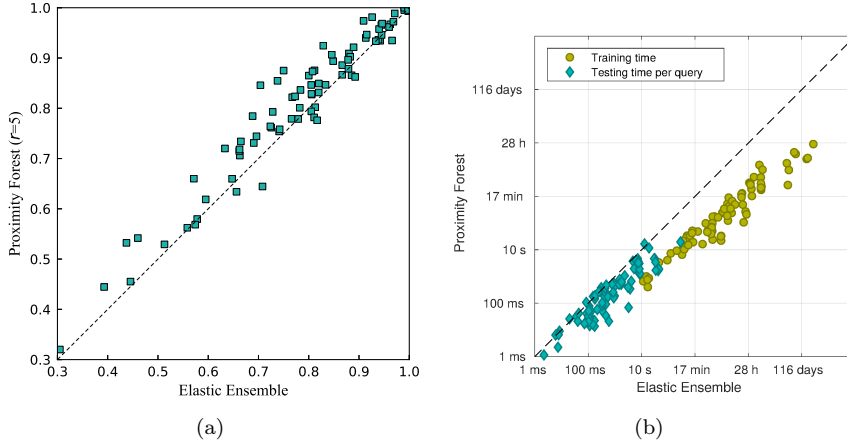 1.0
0.9
0.8
0.7
0.6
0.5
0.4
0.3
Proximity Forest (r=5)
0.3 0.4 0.5 0.6 0.7 0.8 0.9 1.0
Elastic Ensemble
(a)
Training time
Testing time per query
116 days
28 h
17 min
10 s
100 ms
1 ms
Proximity Forest
1 ms 100 ms 10 s 17 min 28 h 116 days
Elastic Ensemble
(b)